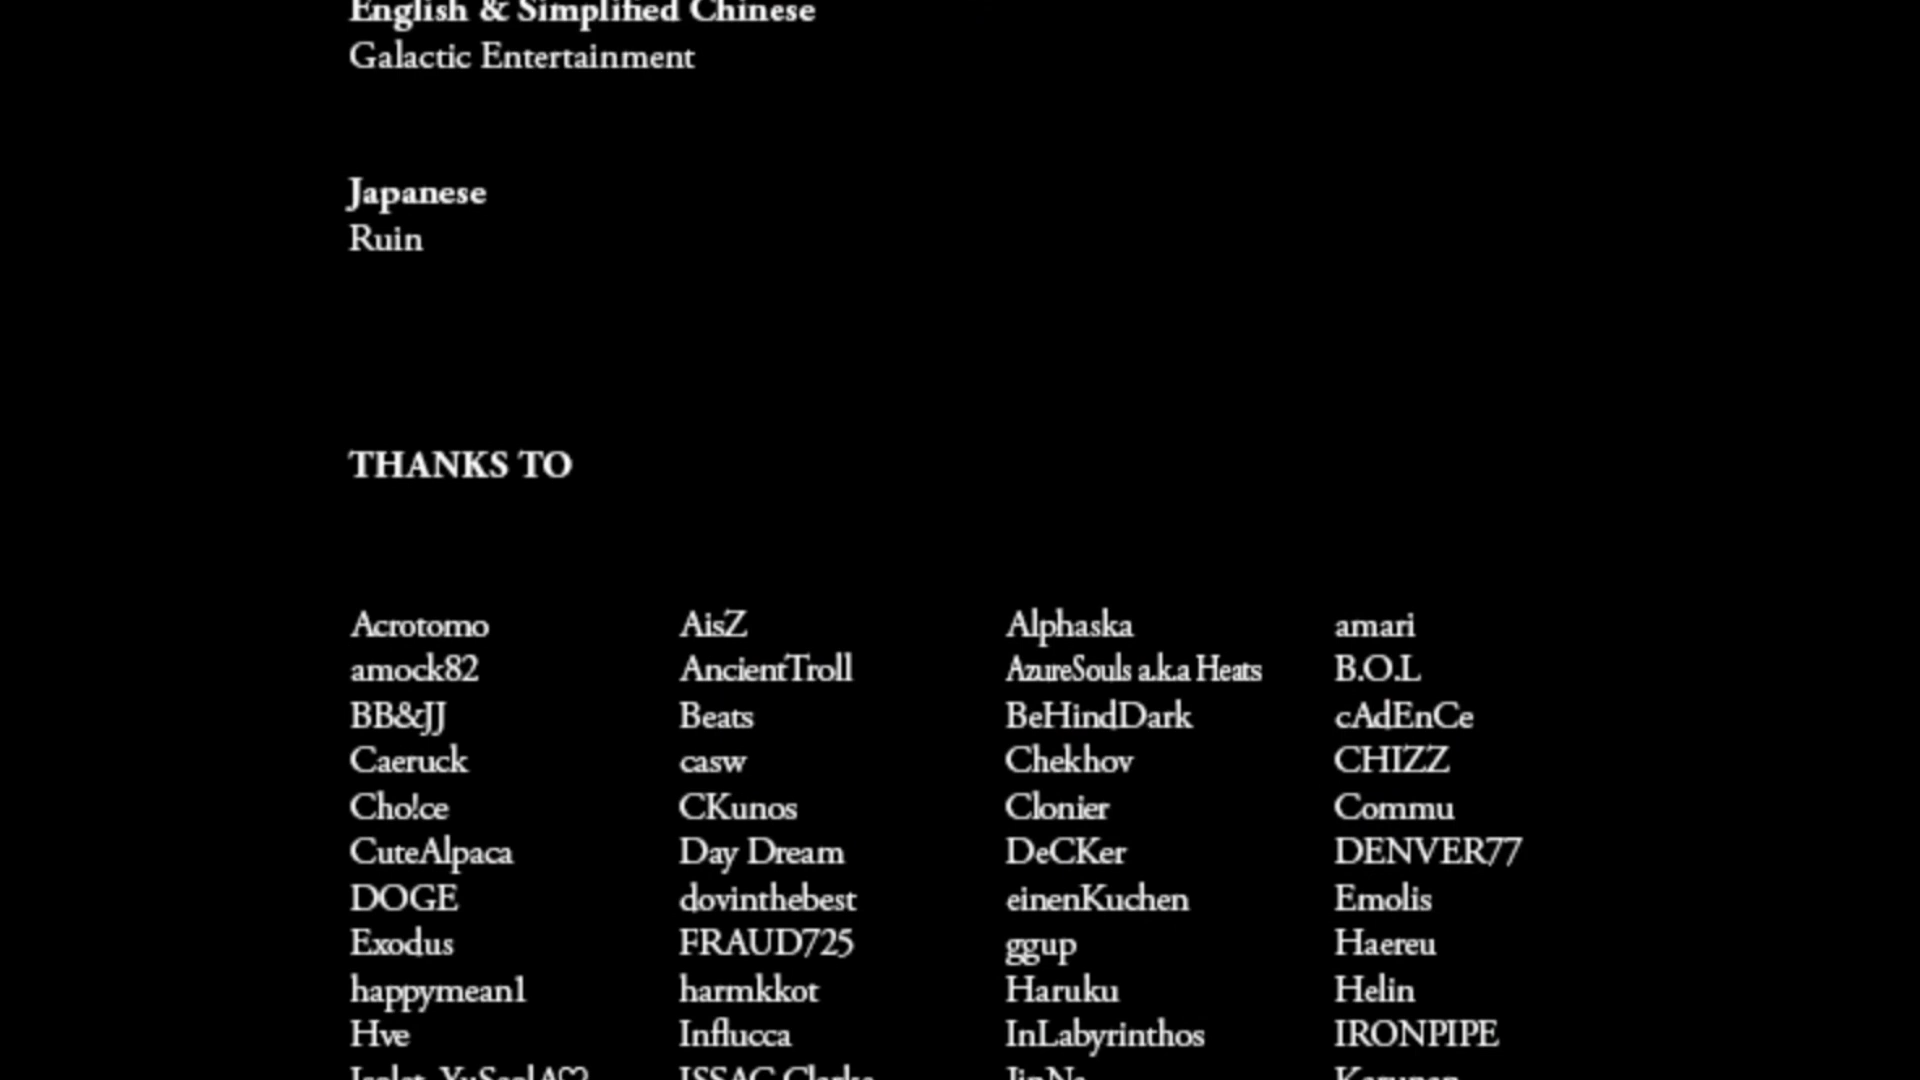 English & Simplified Chinese
Galactic Entertainment
Japanese
Ruin
THANKS TO
Acrotomo AisZ Alphaska amari
amock82 AncientTroll AzureSouls a.k.a Heats B.O.L
BB&JJ Beats BeHindDark cAdEnCe
Caeruck casw Chekhov CHIZZ
Cho!ce CKunos Clonier Commu
CuteAlpaca Day Dream DeCKer DENVER77
DOGE dovinthebest einenKuchen Emolis
Exodus FRAUD725 ggup Haereu
happymean1 harmkkot Haruku Helin
Hve Influcca InLabyrinthos IRONPIPE